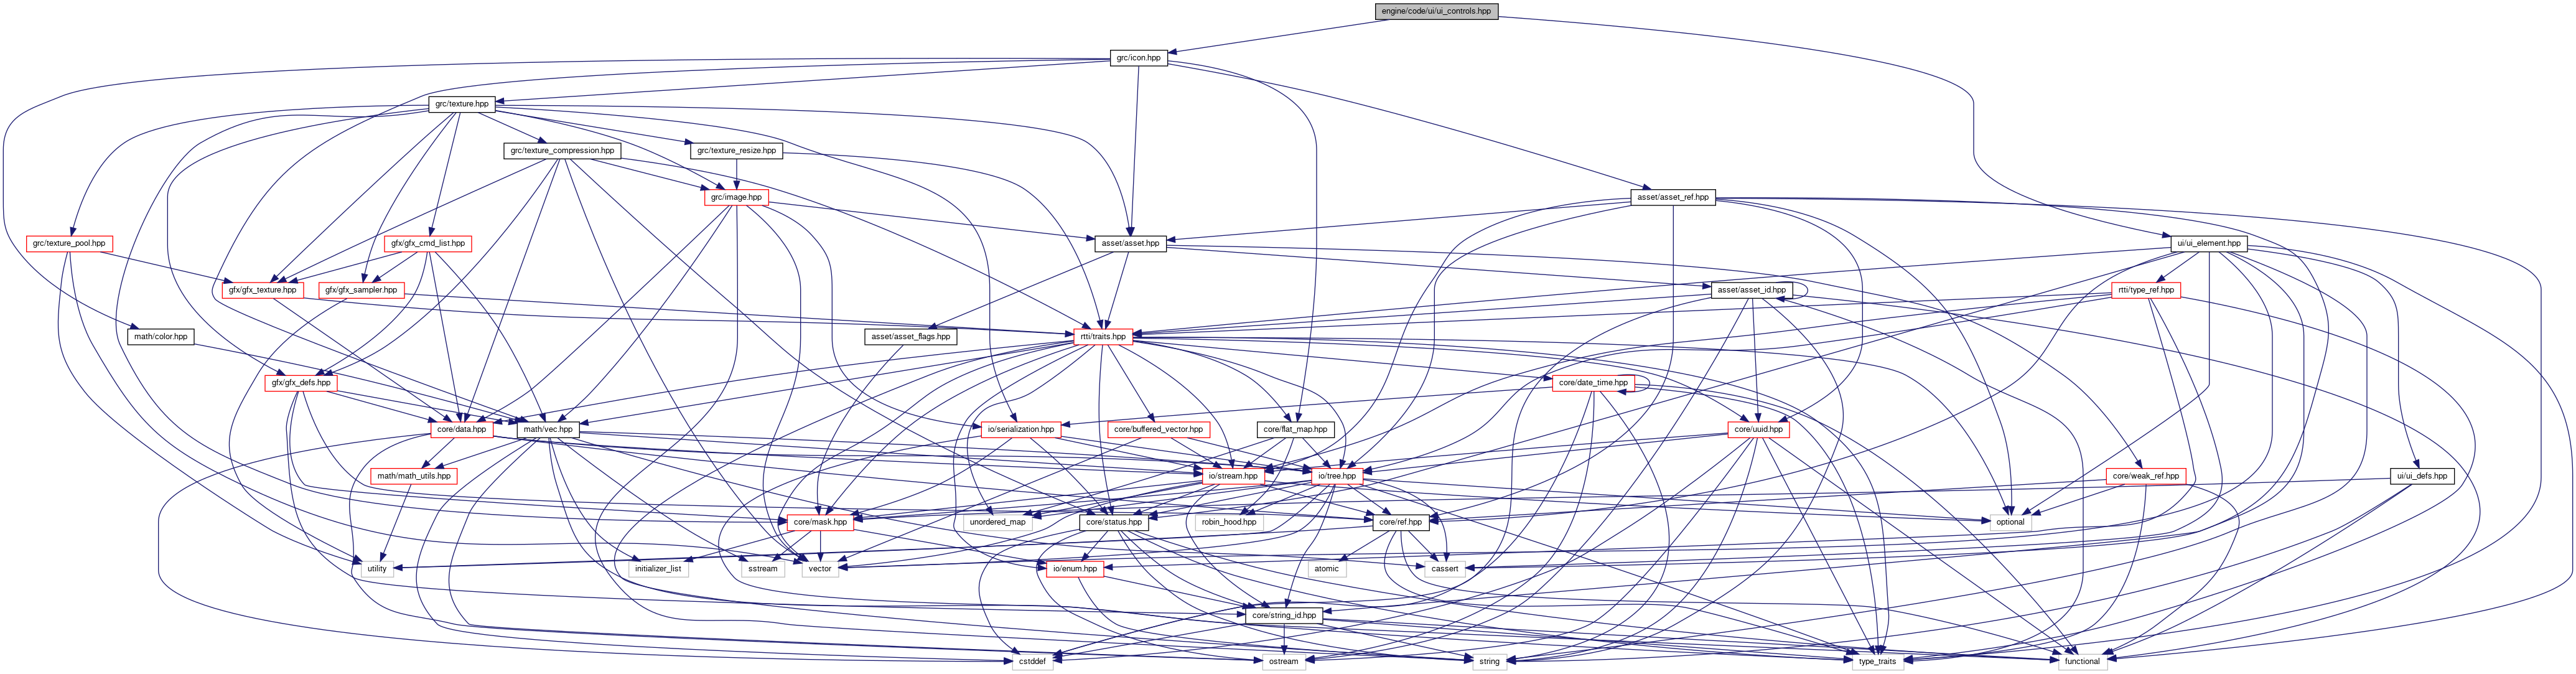 engine/code/ui/ui_controls.hpp
grc/icon.hpp
grc/texture.hpp
grc/texture_compression.hpp
grc/texture_resize.hpp
grc/image.hpp
asset/asset_ref.hpp
grc/texture_pool.hpp
gfx/gfx_cmd_list.hpp
asset/asset.hpp
ui/ui_element.hpp
gfx/gfx_texture.hpp
gfx/gfx_sampler.hpp
asset/asset_id.hpp
rtti/type_ref.hpp
math/color.hpp
asset/asset_flags.hpp
rtti/traits.hpp
gfx/gfx_defs.hpp
core/date_time.hpp
core/data.hpp
math/vec.hpp
io/serialization.hpp
core/buffered_vector.hpp
core/flat_map.hpp
core/uuid.hpp
math/math_utils.hpp
io/stream.hpp
io/tree.hpp
core/weak_ref.hpp
ui/ui_defs.hpp
core/mask.hpp
unordered_map
core/status.hpp
robin_hood.hpp
core/ref.hpp
optional
utility
initializer_list
sstream
vector
io/enum.hpp
atomic
cassert
core/string_id.hpp
cstddef
ostream
string
type_traits
functional